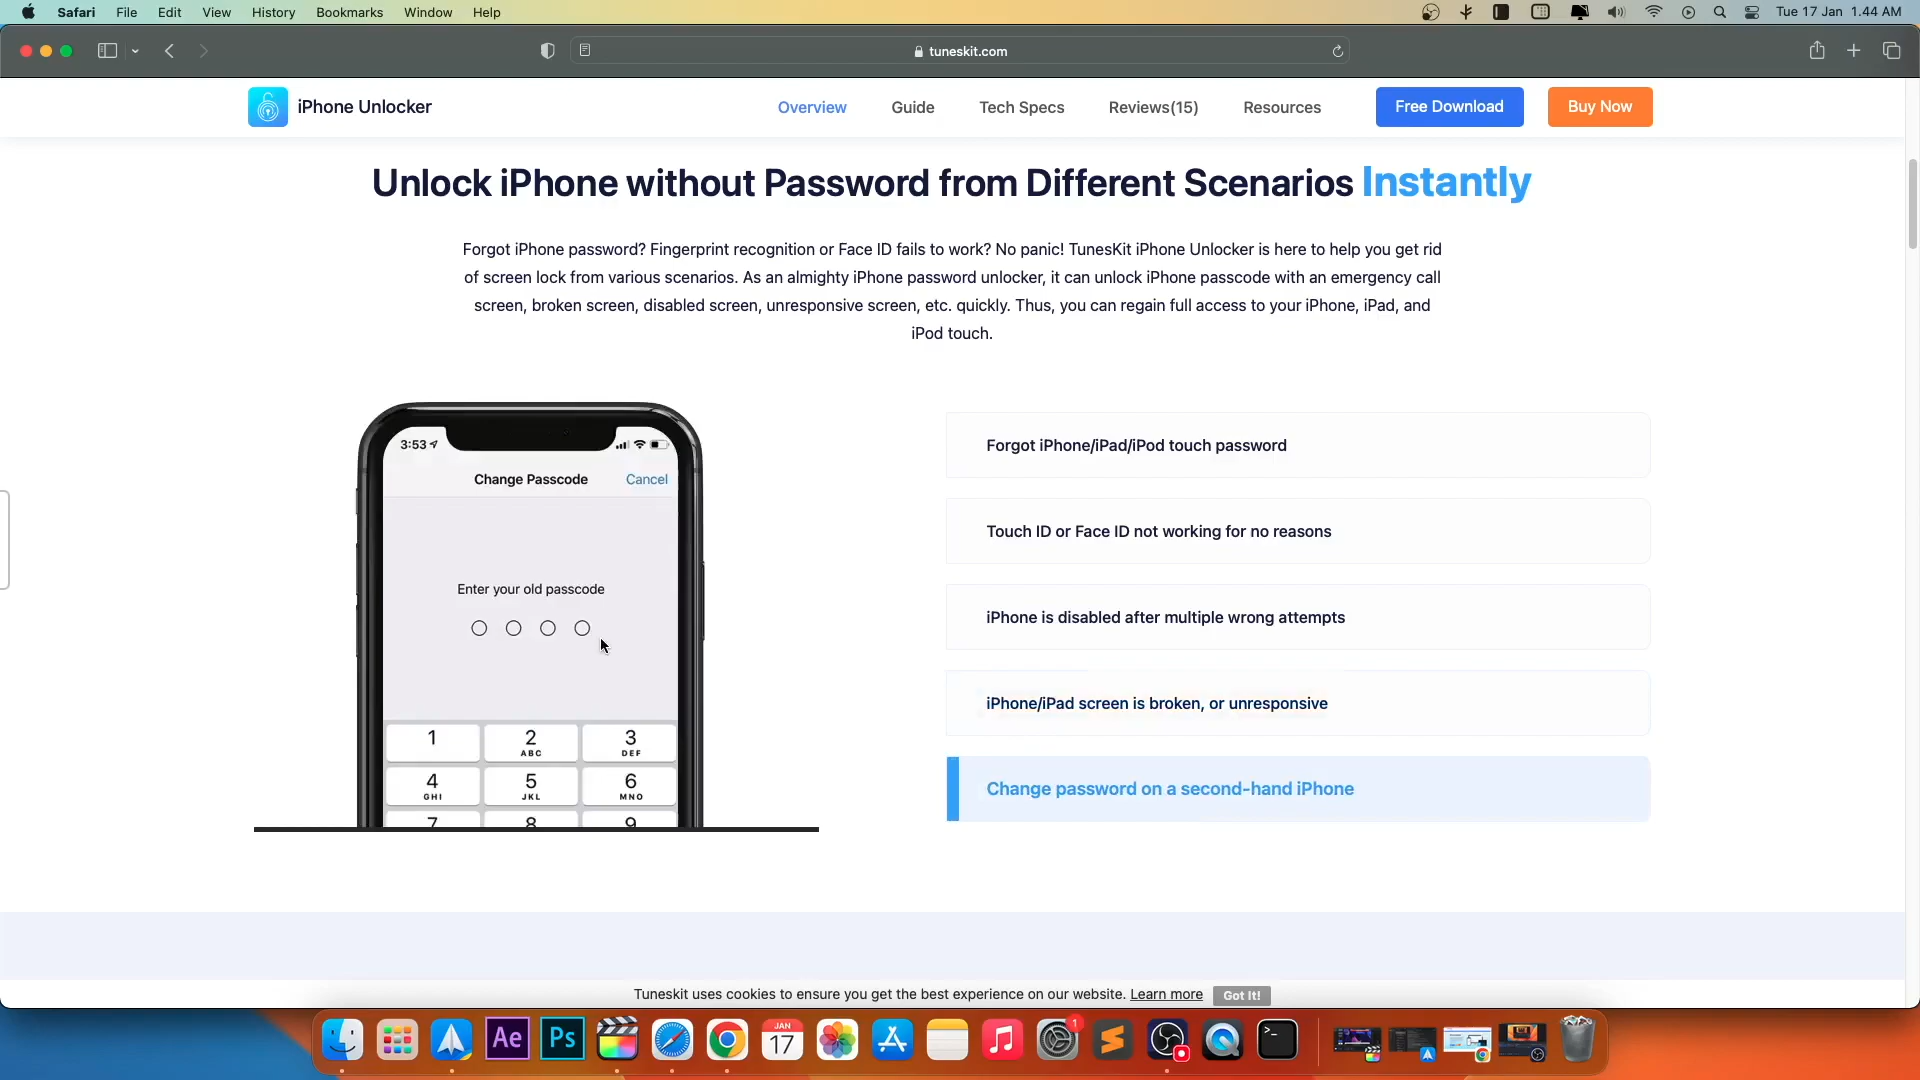 Safari File Edit View History Bookmarks Window Help
Tue 17 Jan 1.44 AM
tuneskit.com
iPhone Unlocker
Overview Guide Tech Specs Reviews(15) Resources Free Download Buy Now
Unlock iPhone without Password from Different Scenarios Instantly
Forgot iPhone password? Fingerprint recognition or Face ID fails to work? No panic! TunesKit iPhone Unlocker is here to help you get rid
of screen lock from various scenarios. As an almighty iPhone password unlocker, it can unlock iPhone passcode with an emergency call
screen, broken screen, disabled screen, unresponsive screen, etc. quickly. Thus, you can regain full access to your iPhone, iPad, and
iPod touch.
3:53
Change Passcode Cancel
Enter your old passcode
1 2 3
ABC DEF
4 5 6
GHI JKL MNO
7 8 9
Forgot iPhone/iPad/iPod touch password
Touch ID or Face ID not working for no reasons
iPhone is disabled after multiple wrong attempts
iPhone/iPad screen is broken, or unresponsive
Change password on a second-hand iPhone
Tuneskit uses cookies to ensure you get the best experience on our website. Learn more Got it!
Ae Ps
JAN
17
1